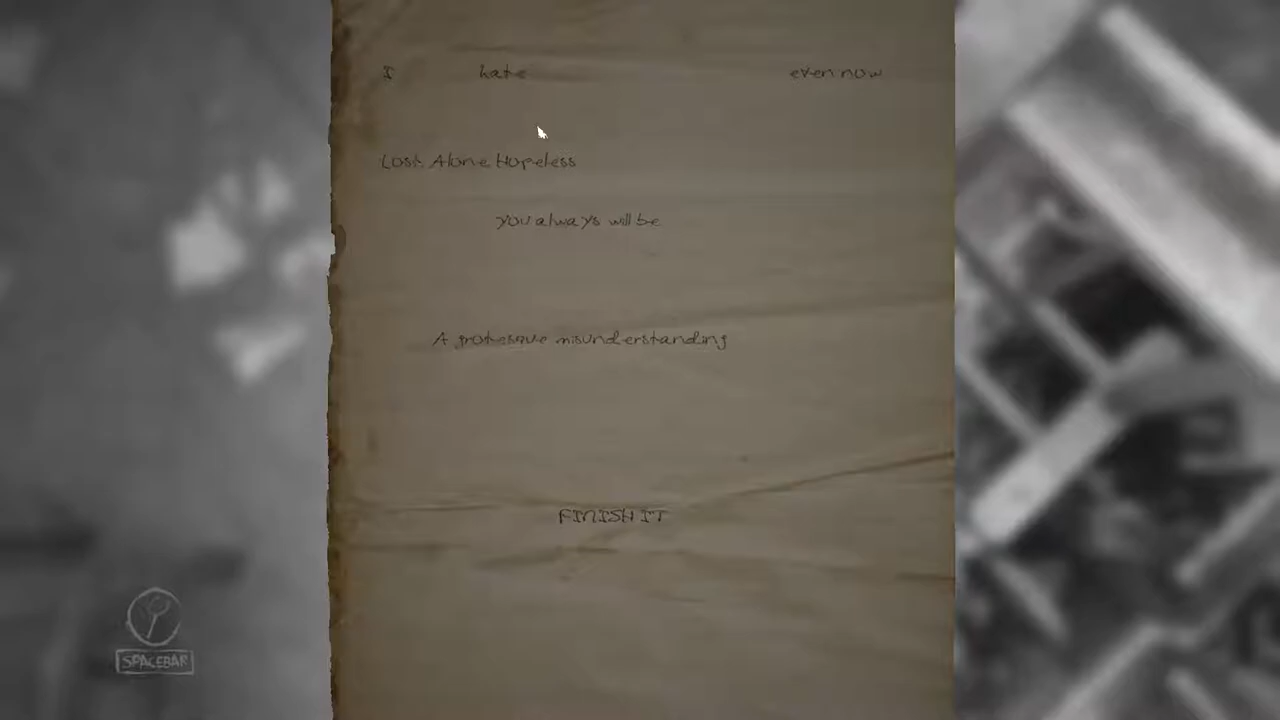 I hate even now
Lost. Alone. Hopeless
you always will be
A grotesque misunderstanding
FINISH IT
SPACEBAR